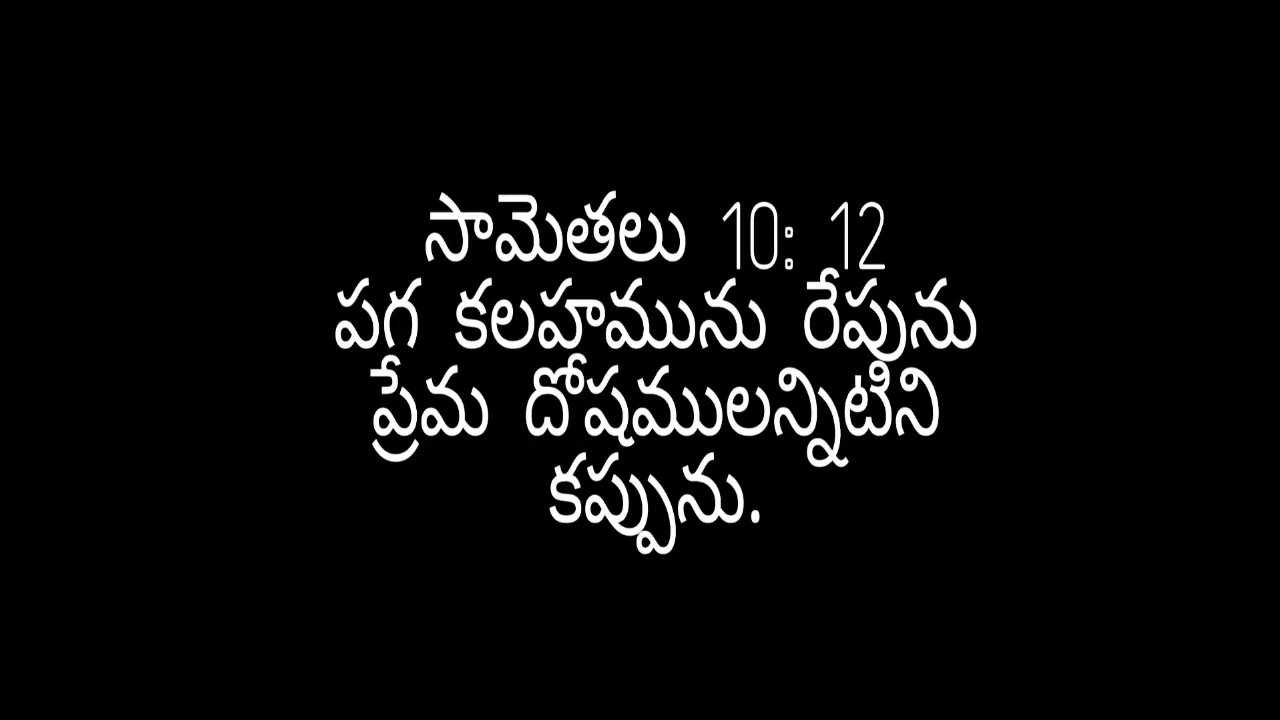 సామెతలు 10: 12
పగ కలహమును రేపును
ప్రేమ దోషములన్నిటిని
కప్పును.